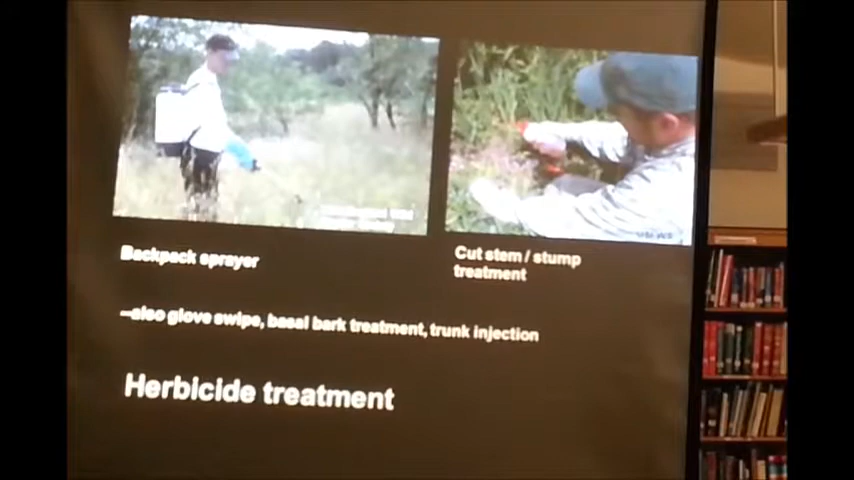 Backpack sprayer
Cut stem / stump
treatment
--also glove swipe, basal bark treatment, trunk injection
Herbicide treatment